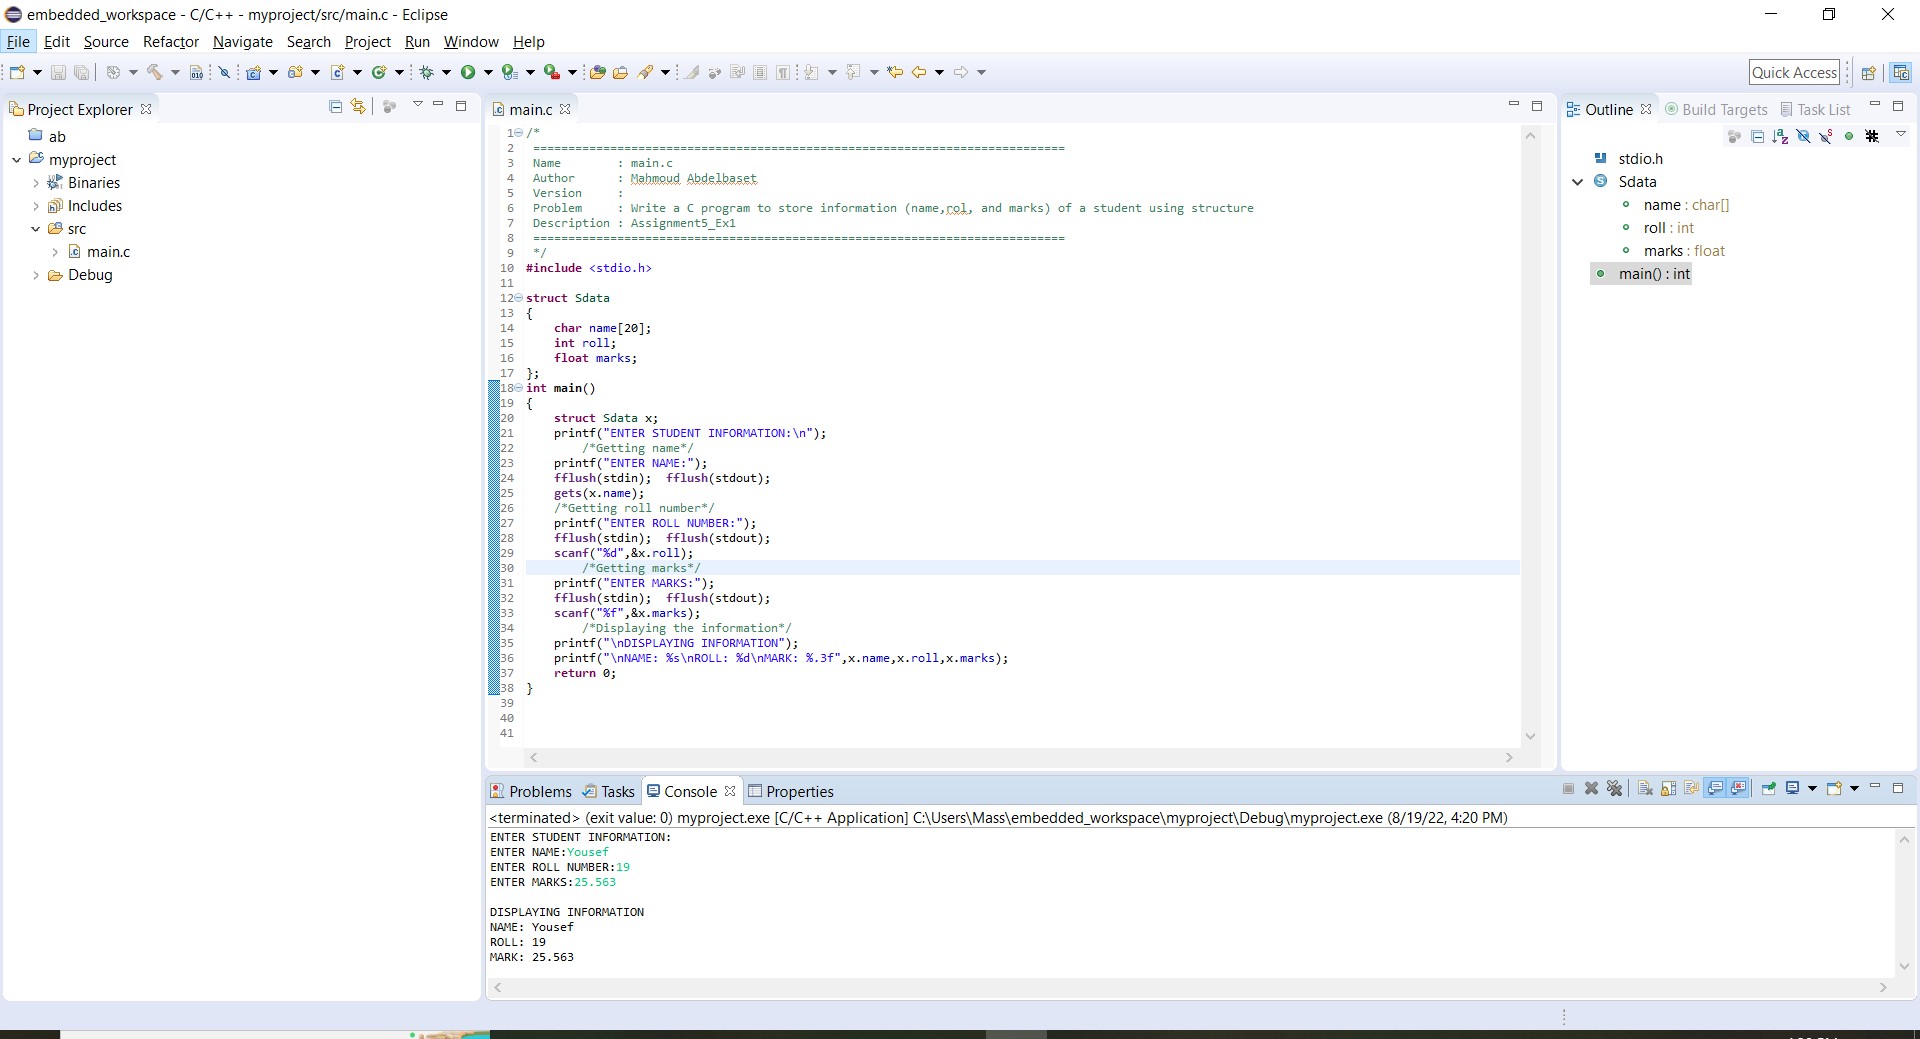 embedded_workspace - C/C++ - myproject/src/main.c - Eclipse
File Edit Source Refactor Navigate Search Project Run Window Help
Quick Access
Project Explorer
ab
myproject
Binaries
Includes
src
main.c
Debug
main.c
1 /*
2 ============================================================================
3 Name        : main.c
4 Author      : Mahmoud Abdelbaset
5 Version     :
6 Problem     : Write a C program to store information (name,rol, and marks) of a student using structure
7 Description : Assignment5_Ex1
8 ============================================================================
9 */
10 #include <stdio.h>
11
12 struct Sdata
13 {
14     char name[20];
15     int roll;
16     float marks;
17 };
18 int main()
19 {
20     struct Sdata x;
21     printf("ENTER STUDENT INFORMATION:\n");
22         /*Getting name*/
23     printf("ENTER NAME:");
24     fflush(stdin);  fflush(stdout);
25     gets(x.name);
26     /*Getting roll number*/
27     printf("ENTER ROLL NUMBER:");
28     fflush(stdin);  fflush(stdout);
29     scanf("%d",&x.roll);
30         /*Getting marks*/
31     printf("ENTER MARKS:");
32     fflush(stdin);  fflush(stdout);
33     scanf("%f",&x.marks);
34         /*Displaying the information*/
35     printf("\nDISPLAYING INFORMATION");
36     printf("\nNAME: %s\nROLL: %d\nMARK: %.3f",x.name,x.roll,x.marks);
37     return 0;
38 }
39
40
41
Outline Build Targets Task List
stdio.h
Sdata
name : char[]
roll : int
marks : float
main() : int
Problems Tasks Console Properties
<terminated> (exit value: 0) myproject.exe [C/C++ Application] C:\Users\Mass\embedded_workspace\myproject\Debug\myproject.exe (8/19/22, 4:20 PM)
ENTER STUDENT INFORMATION:
ENTER NAME:Yousef
ENTER ROLL NUMBER:19
ENTER MARKS:25.563
DISPLAYING INFORMATION
NAME: Yousef
ROLL: 19
MARK: 25.563